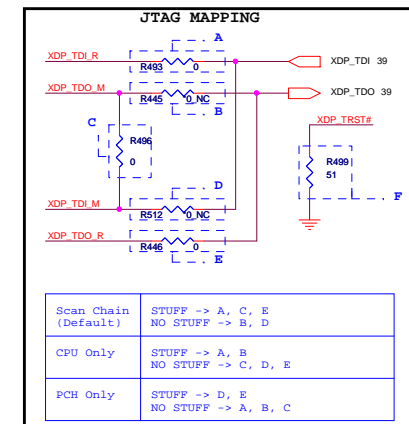 JTAG MAPPING
A
XDP_TDI_R
R493 0
XDP_TDI 39
XDP_TDO_M
R445 0_NC
XDP_TDO 39
B
C
XDP_TRST#
R496
0
R499
51
D
F
XDP_TDI_M
R512 0_NC
XDP_TDO_R
R446 0
E
Scan Chain (Default)
STUFF -> A, C, E
NO STUFF -> B, D
CPU Only
STUFF -> A, B
NO STUFF -> C, D, E
PCH Only
STUFF -> D, E
NO STUFF -> A, B, C